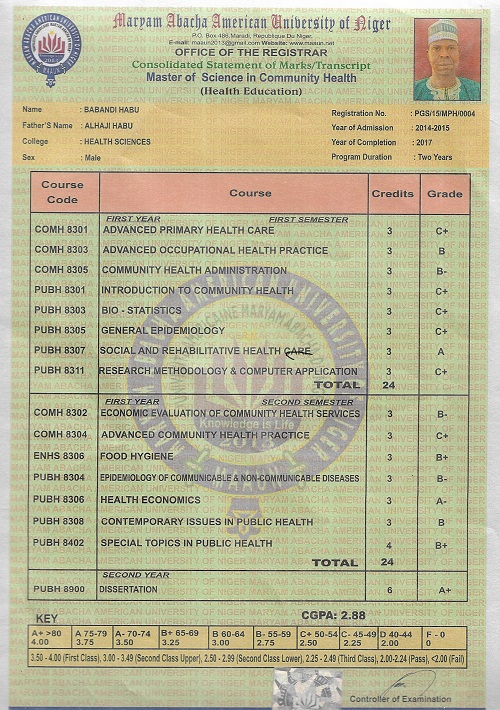 Maryam Abacha American University of Niger
P.O. Box 486,Maradi, Republique Du Niger.
E-mail: maaun2013@gmail.com Website: www.maaun.net
OFFICE OF THE REGISTRAR
Consolidated Statement of Marks/Transcript
Master of Science in Community Health
(Health Education)
Name : BABANDI HABU
Registration No. : PGS/15/MPH/0004
Father'S Name : ALHAJI HABU
Year of Admission : 2014-2015
College : HEALTH SCIENCES
Year of Completion : 2017
Sex : Male
Program Duration : Two Years
Course Code Course Credits Grade
FIRST YEAR FIRST SEMESTER
COMH 8301 ADVANCED PRIMARY HEALTH CARE 3 C+
COMH 8303 ADVANCED OCCUPATIONAL HEALTH PRACTICE 3 B
COMH 8305 COMMUNITY HEALTH ADMINISTRATION 3 B-
PUBH 8301 INTRODUCTION TO COMMUNITY HEALTH 3 C+
PUBH 8303 BIO - STATISTICS 3 C+
PUBH 8305 GENERAL EPIDEMIOLOGY 3 C+
PUBH 8307 SOCIAL AND REHABILITATIVE HEALTH CARE 3 A
PUBH 8311 RESEARCH METHODOLOGY & COMPUTER APPLICATION 3 C+
TOTAL 24
FIRST YEAR SECOND SEMESTER
COMH 8302 ECONOMIC EVALUATION OF COMMUNITY HEALTH SERVICES 3 B-
COMH 8304 ADVANCED COMMUNITY HEALTH PRACTICE 3 C+
ENHS 8306 FOOD HYGIENE 3 B+
PUBH 8304 EPIDEMIOLOGY OF COMMUNICABLE & NON-COMMUNICABLE DISEASES 3 B-
PUBH 8306 HEALTH ECONOMICS 3 A-
PUBH 8308 CONTEMPORARY ISSUES IN PUBLIC HEALTH 3 B
PUBH 8402 SPECIAL TOPICS IN PUBLIC HEALTH 4 B+
TOTAL 24
SECOND YEAR
PUBH 8900 DISSERTATION 6 A+
KEY CGPA: 2.88
A+ >80 A 75-79 A- 70-74 B+ 65-69 B 60-64 B- 55-59 C+ 50-54 C- 45-49 D 40-44 F - 0
4.00 3.75 3.50 3.25 3.00 2.75 2.50 2.25 2.00 0
3.50 - 4.00 (First Class), 3.00 - 3.49 (Second Class Upper), 2.50 - 2.99 (Second Class Lower), 2.25 - 2.49 (Third Class), 2.00-2.24 (Pass), <2.00 (Fail)
Controller of Examination
Knowledge is Life
MAAUN